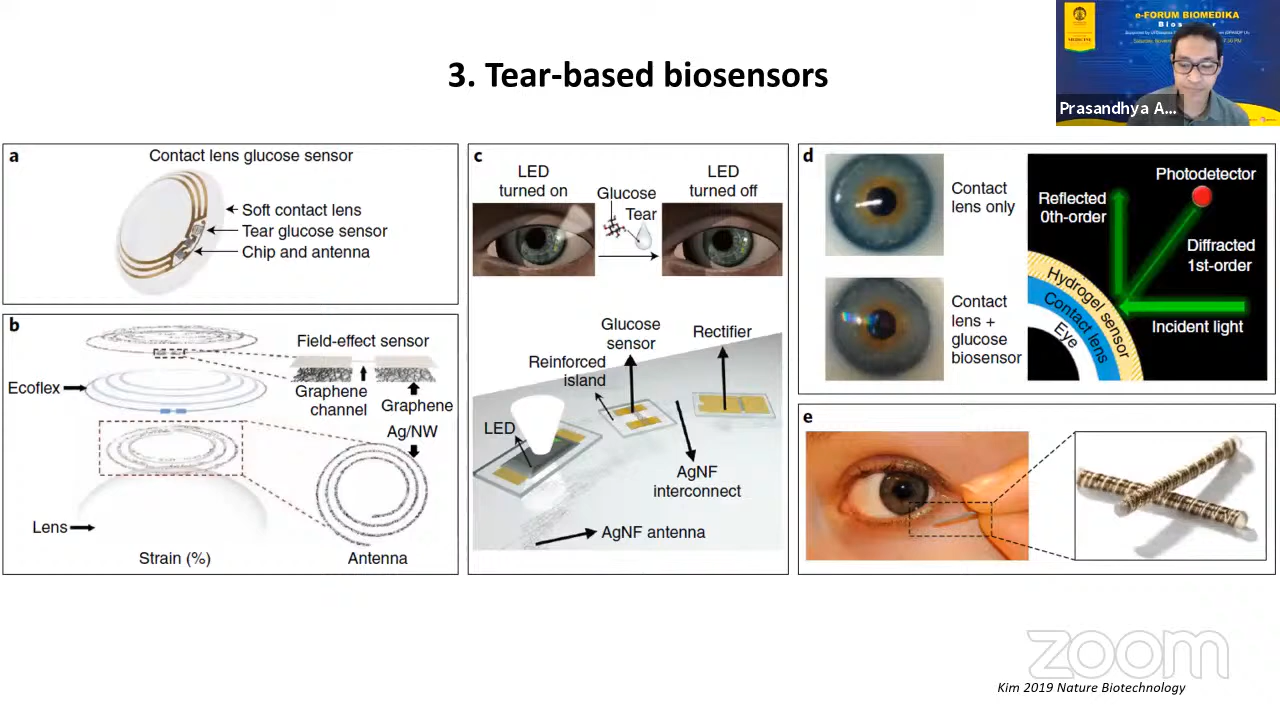 3. Tear-based biosensors
e-FORUM BIOMEDIKA
Prasandhya A...
a
Contact lens glucose sensor
Soft contact lens
Tear glucose sensor
Chip and antenna
b
Field-effect sensor
Ecoflex
Graphene
channel
Graphene
Ag/NW
Lens
Strain (%)
Antenna
c
LED
turned on
Glucose
Tear
LED
turned off
Glucose
sensor
Rectifier
Reinforced
island
LED
AgNF
interconnect
AgNF antenna
d
Contact
lens only
Contact
lens +
glucose
biosensor
Photodetector
Reflected
0th-order
Diffracted
1st-order
Incident light
Hydrogel sensor
Contact lens
Eye
e
zoom
Kim 2019 Nature Biotechnology